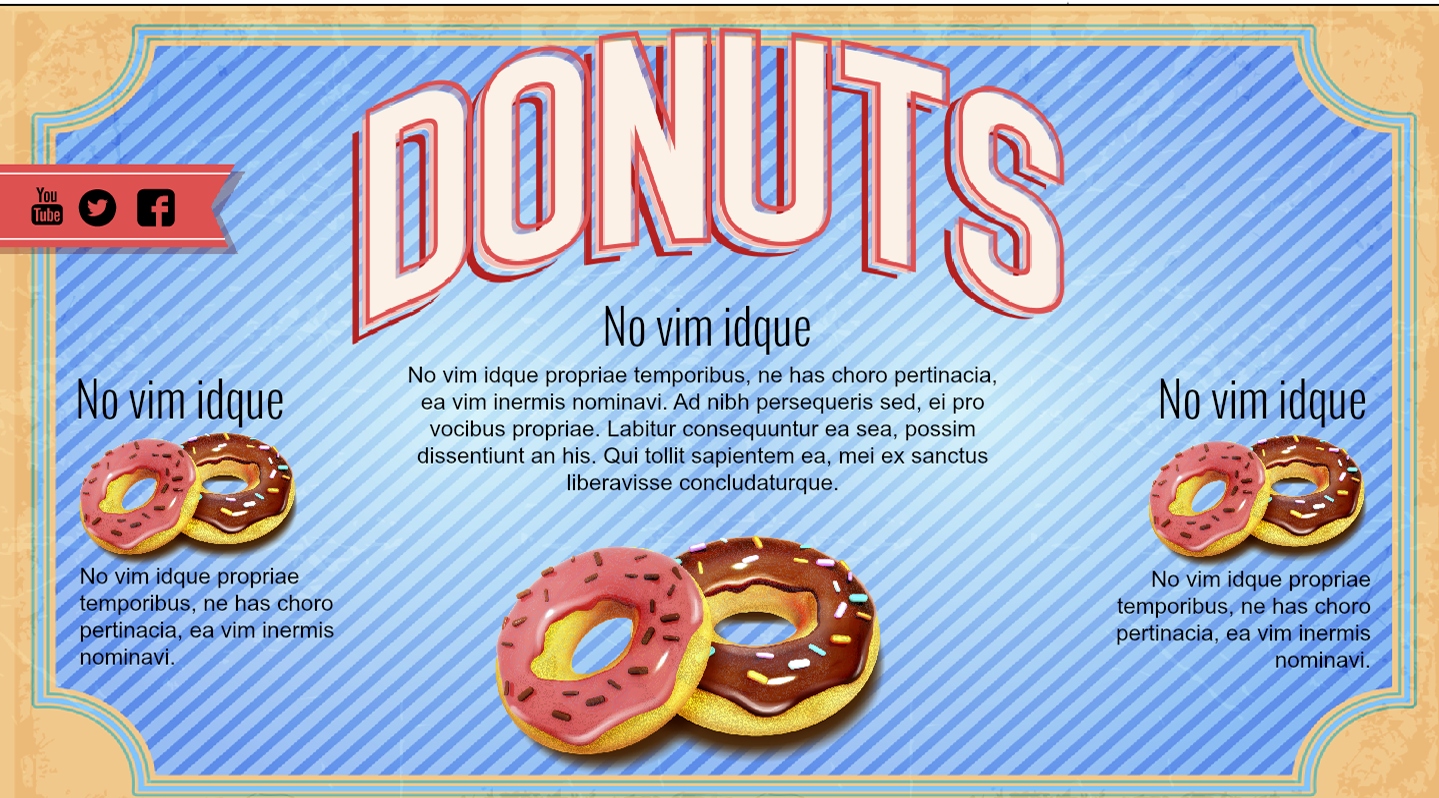 DONUTS
You
Tube
No vim idque
No vim idque propriae temporibus, ne has choro pertinacia,
ea vim inermis nominavi. Ad nibh persequeris sed, ei pro
vocibus propriae. Labitur consequuntur ea sea, possim
dissentiunt an his. Qui tollit sapientem ea, mei ex sanctus
liberavisse concludaturque.
No vim idque
No vim idque propriae
temporibus, ne has choro
pertinacia, ea vim inermis
nominavi.
No vim idque
No vim idque propriae
temporibus, ne has choro
pertinacia, ea vim inermis
nominavi.